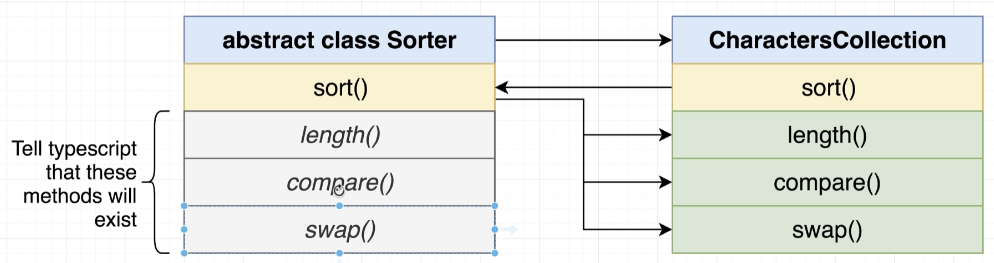 abstract class Sorter
CharactersCollection
sort()
sort()
length()
length()
Tell typescript
that these
methods will
exist
compare()
compare()
swap()
swap()